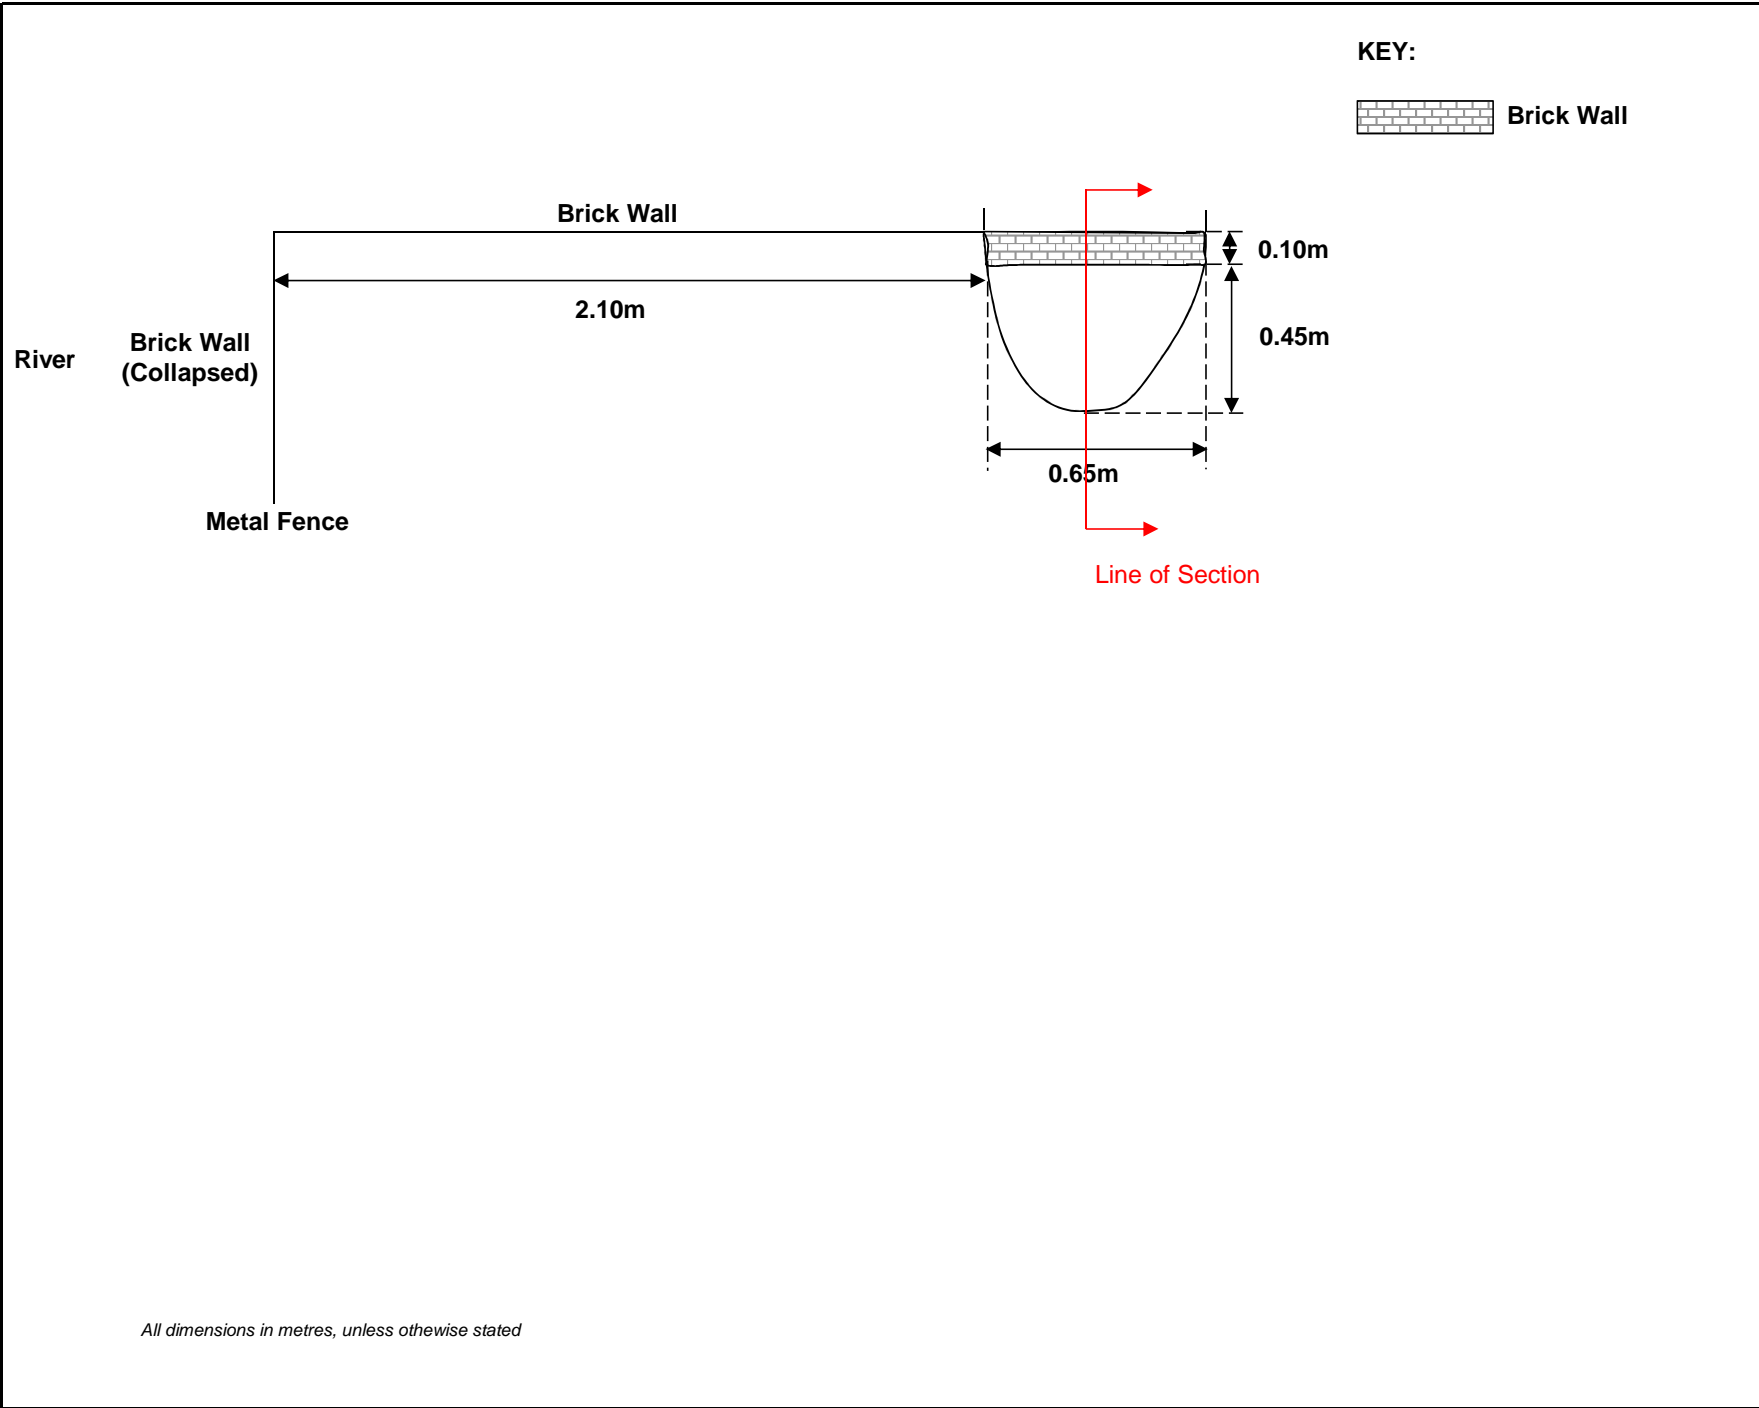 KEY:
Brick Wall
Brick Wall
0.10m
2.10m
0.45m
River
Brick Wall
(Collapsed)
0.65m
Metal Fence
Line of Section
All dimensions in metres, unless othewise stated